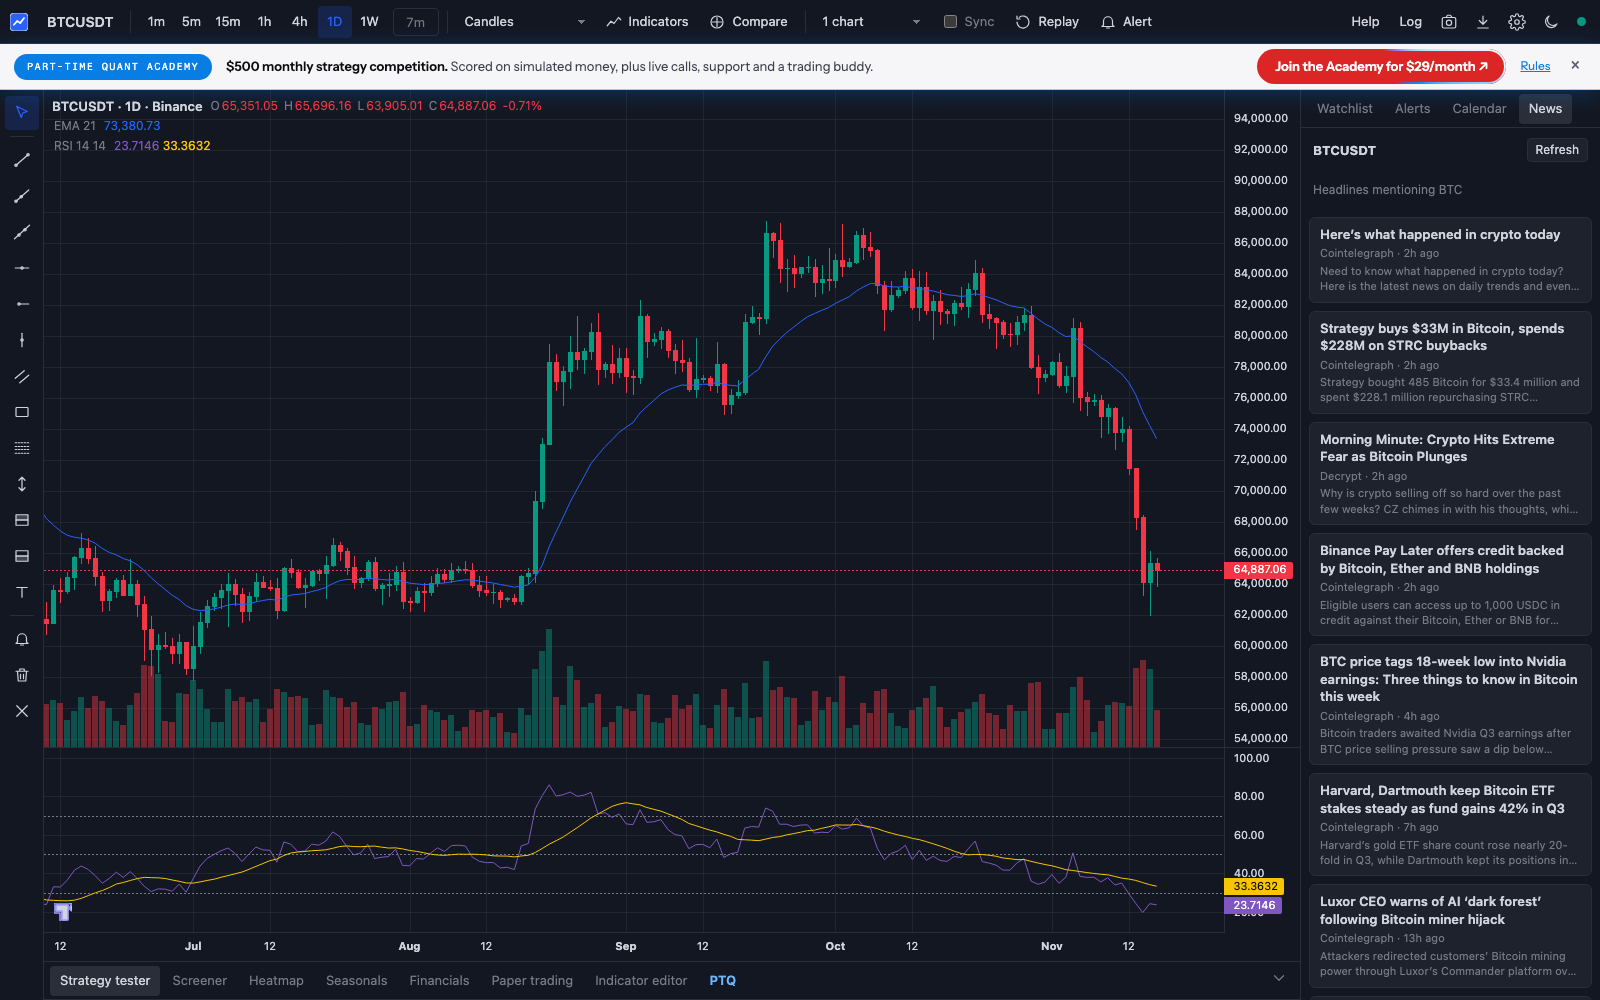 BTCUSDT 1m 5m 15m 1h 4h 1D 1W 7m Candles Indicators Compare 1 chart Sync Replay Alert Help Log
PART-TIME QUANT ACADEMY $500 monthly strategy competition. Scored on simulated money, plus live calls, support and a trading buddy. Join the Academy for $29/month ↗ Rules ✕
BTCUSDT · 1D · Binance O65,351.05 H65,696.16 L63,905.01 C64,887.06 -0.71%
EMA 21 73,380.73
RSI 14 14 23.7146 33.3632
94,000.00
92,000.00
90,000.00
88,000.00
86,000.00
84,000.00
82,000.00
80,000.00
78,000.00
76,000.00
74,000.00
72,000.00
70,000.00
68,000.00
66,000.00
64,887.06
64,000.00
62,000.00
60,000.00
58,000.00
56,000.00
54,000.00
100.00
80.00
60.00
40.00
33.3632
23.7146
12 Jul 12 Aug 12 Sep 12 Oct 12 Nov 12
Strategy tester Screener Heatmap Seasonals Financials Paper trading Indicator editor PTQ
Watchlist Alerts Calendar News
BTCUSDT Refresh
Headlines mentioning BTC
Here's what happened in crypto today
Cointelegraph · 2h ago
Need to know what happened in crypto today?
Here is the latest news on daily trends and even...
Strategy buys $33M in Bitcoin, spends
$228M on STRC buybacks
Cointelegraph · 2h ago
Strategy bought 485 Bitcoin for $33.4 million and
spent $228.1 million repurchasing STRC...
Morning Minute: Crypto Hits Extreme
Fear as Bitcoin Plunges
Decrypt · 2h ago
Why is crypto selling off so hard over the past
few weeks? CZ chimes in with his thoughts, whi...
Binance Pay Later offers credit backed
by Bitcoin, Ether and BNB holdings
Cointelegraph · 2h ago
Eligible users can access up to 1,000 USDC in
credit against their Bitcoin, Ether or BNB for...
BTC price tags 18-week low into Nvidia
earnings: Three things to know in Bitcoin
this week
Cointelegraph · 4h ago
Bitcoin traders awaited Nvidia Q3 earnings after
BTC price selling pressure saw a dip below...
Harvard, Dartmouth keep Bitcoin ETF
stakes steady as fund gains 42% in Q3
Cointelegraph · 7h ago
Harvard's gold ETF share count rose nearly 20-
fold in Q3, while Dartmouth kept its positions in...
Luxor CEO warns of AI 'dark forest'
following Bitcoin miner hijack
Cointelegraph · 13h ago
Attackers redirected customers' Bitcoin mining
power through Luxor's Commander platform ov...